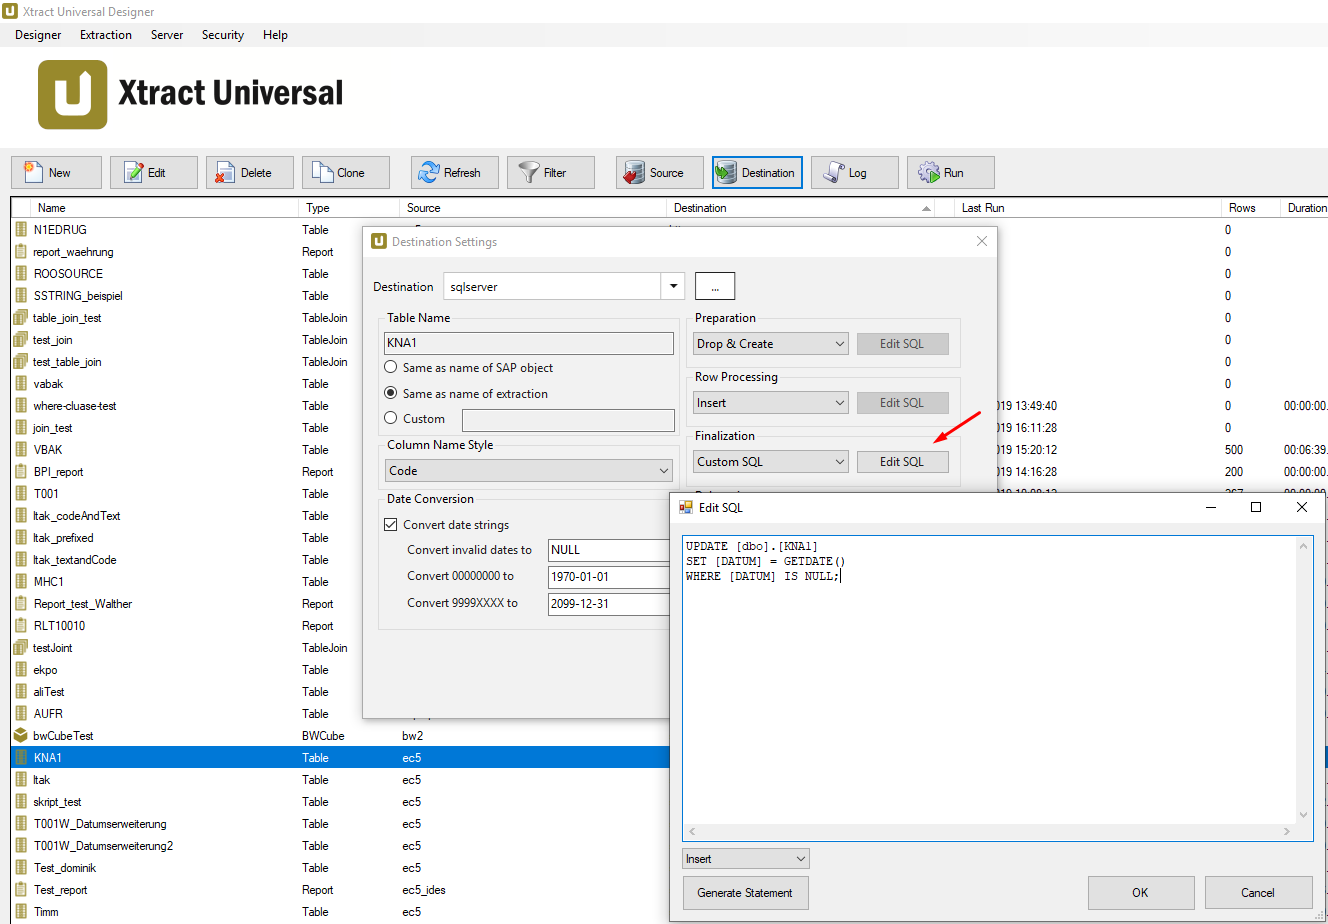 Xtract Universal Designer
Designer Extraction Server Security Help
Xtract Universal
New Edit Delete Clone Refresh Filter Source Destination Log Run
Name Type Source Destination Last Run Rows Duration
N1EDRUG Table 0
report_waehrung Report 0
ROOSOURCE Table 0
SSTRING_beispiel Table 0
table_join_test TableJoin 0
test_join TableJoin 0
test_table_join TableJoin 0
vabak Table 0
where-cluase-test Table 019 13:49:40 0 00:00:00.
join_test Table 019 16:11:28 0
VBAK Table 019 15:20:12 500 00:06:39.
BPI_report Report 019 14:16:28 200 00:00:00.
T001 Table
ltak_codeAndText Table
ltak_prefixed Table
ltak_textandCode Table
MHC1 Table
Report_test_Walther Report
RLT10010 Report
testJoint TableJoin
ekpo Table
aliTest Table
AUFR Table
bwCubeTest BWCube bw2
KNA1 Table ec5
ltak Table ec5
skript_test Table ec5
T001W_Datumserweiterung Table ec5
T001W_Datumserweiterung2 Table ec5
Test_dominik Table ec5
Test_report Report ec5_ides
Timm Table ec5
Destination Settings
Destination sqlserver ...
Table Name
KNA1
Same as name of SAP object
Same as name of extraction
Custom
Column Name Style
Code
Date Conversion
Convert date strings
Convert invalid dates to NULL
Convert 00000000 to 1970-01-01
Convert 9999XXXX to 2099-12-31
Preparation
Drop & Create Edit SQL
Row Processing
Insert Edit SQL
Finalization
Custom SQL Edit SQL
Edit SQL
UPDATE [dbo].[KNA1]
SET [DATUM] = GETDATE()
WHERE [DATUM] IS NULL;
Insert
Generate Statement OK Cancel